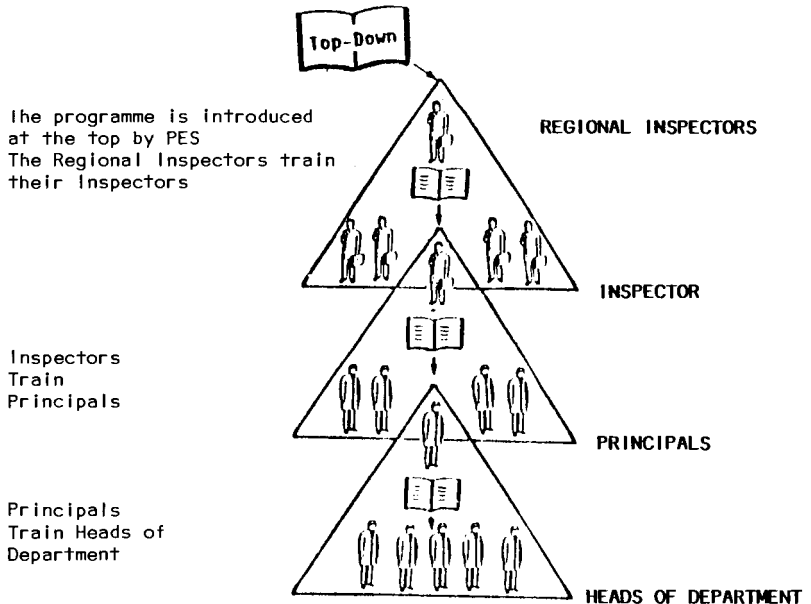 Top-Down
The programme is introduced
at the top by PES
The Regional Inspectors train
their Inspectors
REGIONAL INSPECTORS
INSPECTOR
Inspectors
Train
Principals
PRINCIPALS
Principals
Train Heads of
Department
HEADS OF DEPARTMENT